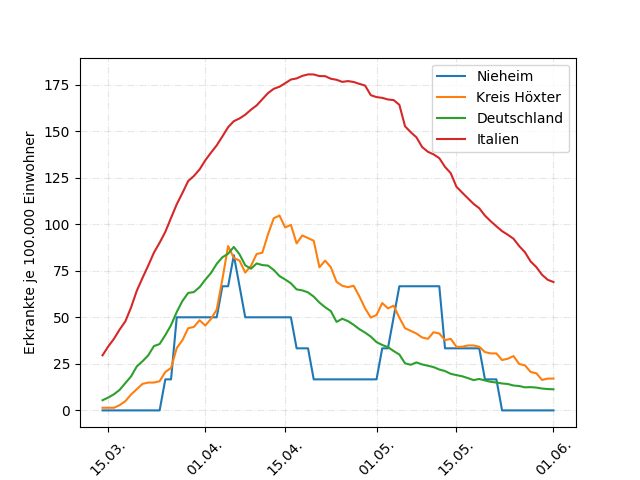 Erkrankte je 100.000 Einwohner
175
150
125
100
75
50
25
0
Nieheim
Kreis Höxter
Deutschland
Italien
15.03.
01.04.
15.04.
01.05.
15.05.
01.06.